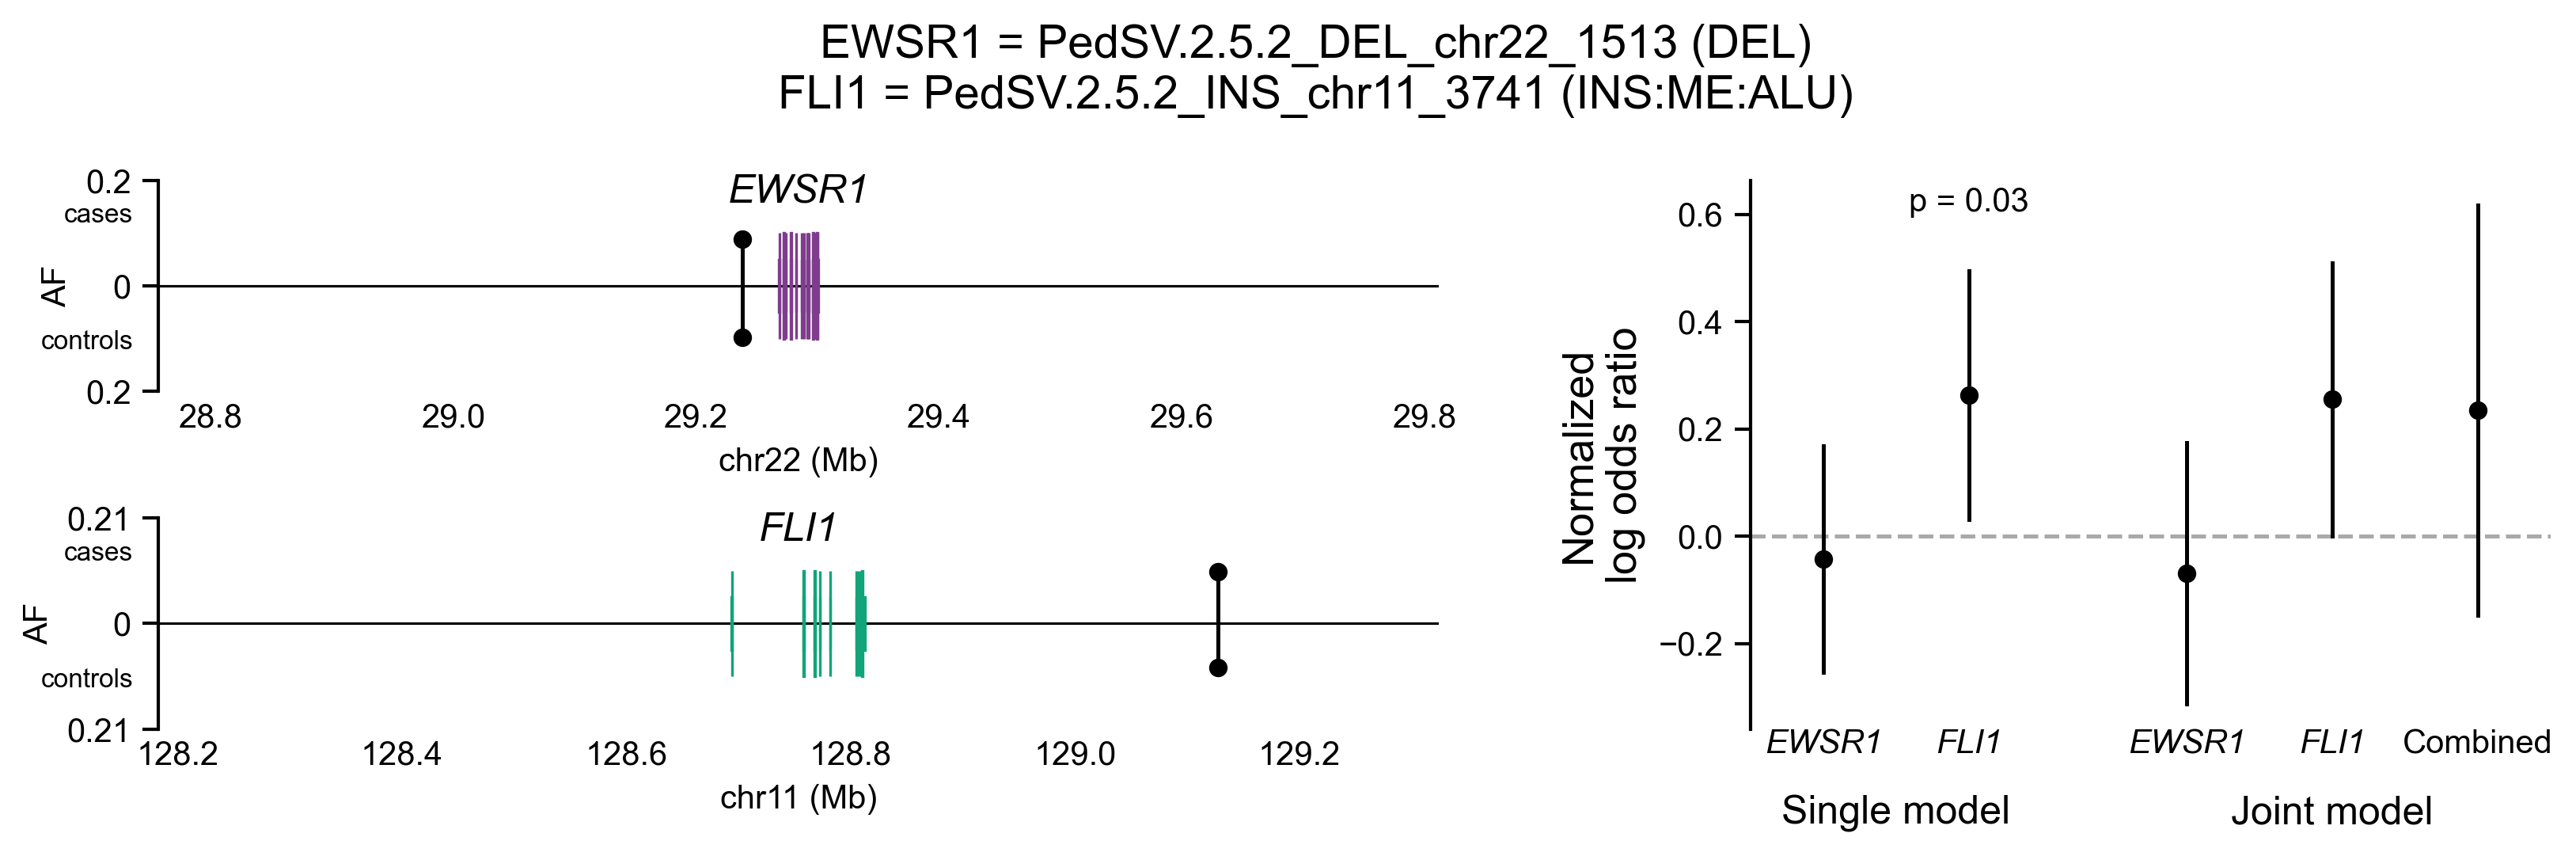 EWSR1 = PedSV.2.5.2_DEL_chr22_1513 (DEL)
FLI1 = PedSV.2.5.2_INS_chr11_3741 (INS:ME:ALU)
EWSR1
0.2
cases
AF
0
controls
0.2
28.8 29.0 29.2 29.4 29.6 29.8
chr22 (Mb)
FLI1
0.21
cases
AF
0
controls
0.21
128.2 128.4 128.6 128.8 129.0 129.2
chr11 (Mb)
p = 0.03
Normalized
log odds ratio
0.6
0.4
0.2
0.0
−0.2
EWSR1 FLI1 EWSR1 FLI1 Combined
Single model Joint model